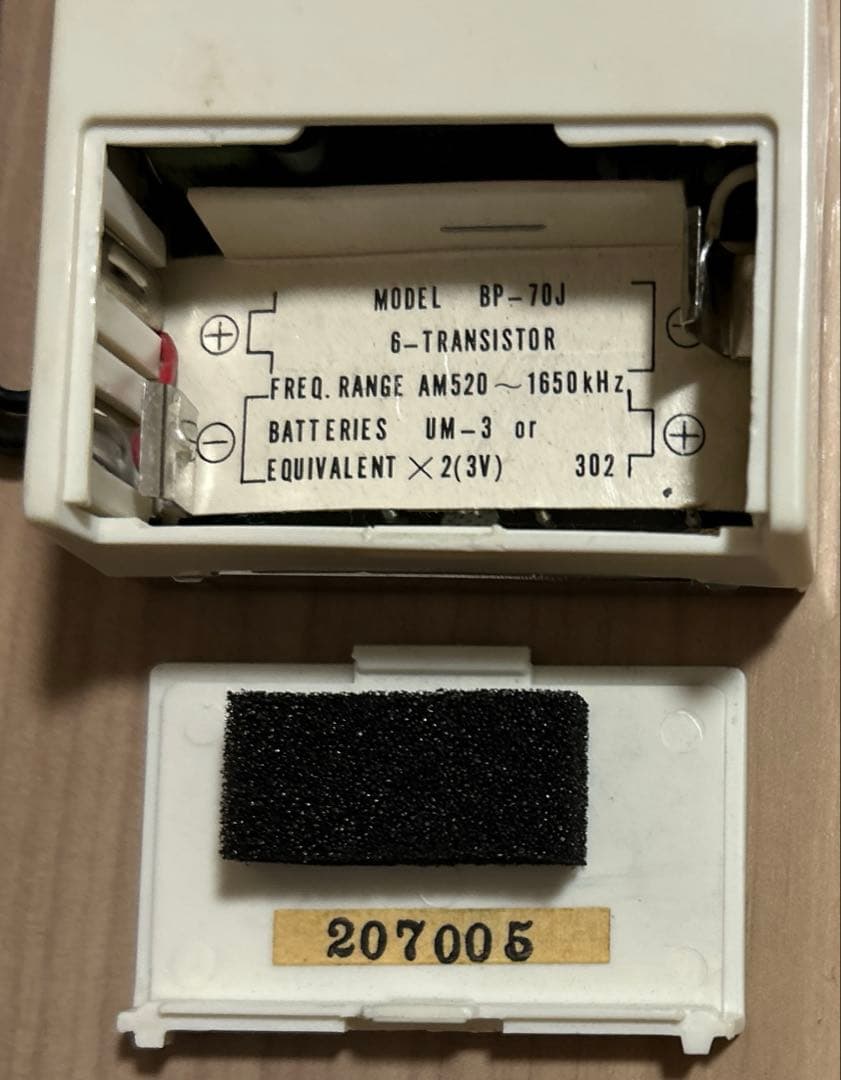 MODEL BP-70J
6-TRANSISTOR
FREQ. RANGE AM520～1650kHz
BATTERIES UM-3 or
EQUIVALENT ×2(3V) 302
207005